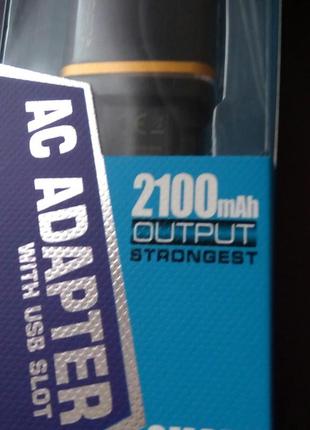 AC ADAPTER
WITH USB SLOT
2100mAh
OUTPUT
STRONGEST